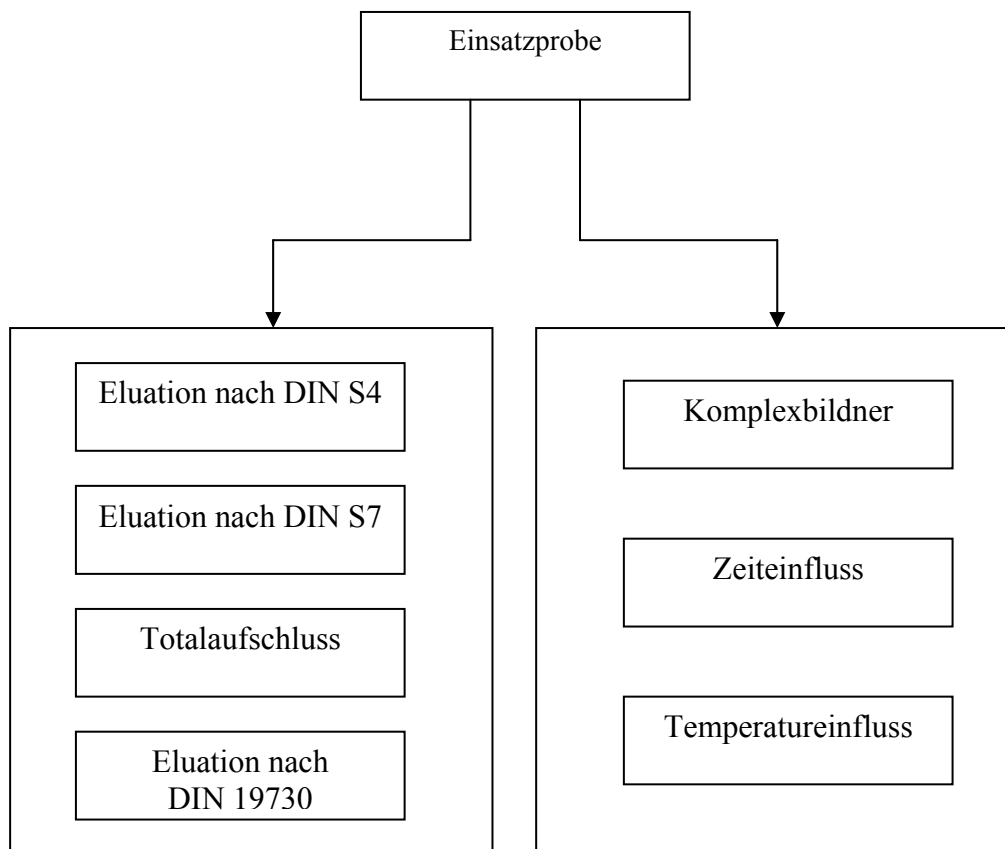 Einsatzprobe
Eluation nach DIN S4
Eluation nach DIN S7
Totalaufschluss
Eluation nach
DIN 19730
Komplexbildner
Zeiteinfluss
Temperatureinfluss